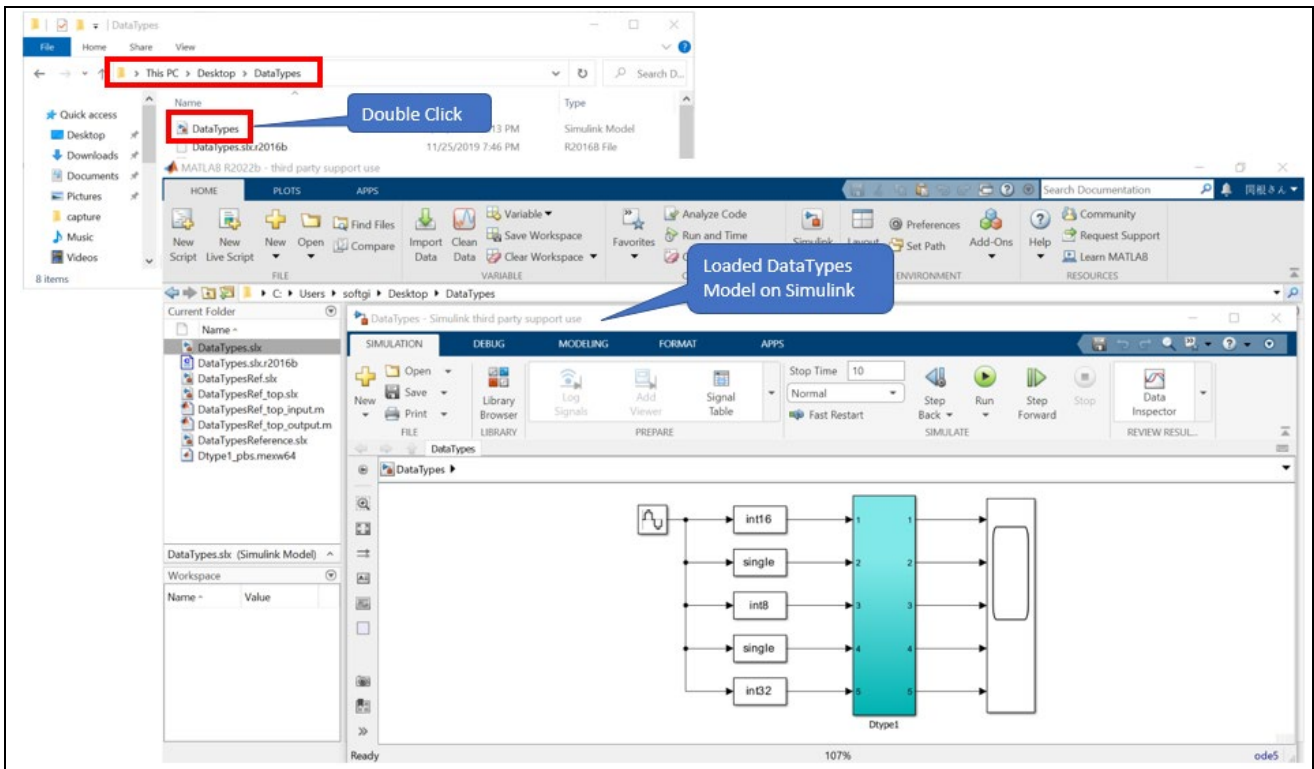 DataTypes
File Home Share View
This PC > Desktop > DataTypes
Search D...
Quick access
Desktop
Downloads
Documents
Pictures
capture
Music
Videos
8 items
Name Type
DataTypes 13 PM Simulink Model
DataTypes.slx.r2016b 11/25/2019 7:46 PM R2016B File
Double Click
MATLAB R2022b - third party support use
HOME PLOTS APPS
Search Documentation
New Script
New Live Script
New
Open
Find Files
Compare
FILE
Import Data
Clean Data
Variable
Save Workspace
Clear Workspace
VARIABLE
Favorites
Analyze Code
Run and Time
Simulink
Layout
Preferences
Set Path
Add-Ons
ENVIRONMENT
Help
Community
Request Support
Learn MATLAB
RESOURCES
Loaded DataTypes
Model on Simulink
C: Users softgi Desktop DataTypes
Current Folder
Name
DataTypes.slx
DataTypes.slx.r2016b
DataTypesRef.slx
DataTypesRef_top.slx
DataTypesRef_top_input.m
DataTypesRef_top_output.m
DataTypesReference.slx
Dtype1_pbs.mexw64
DataTypes.slx (Simulink Model)
Workspace
Name Value
DataTypes - Simulink third party support use
SIMULATION DEBUG MODELING FORMAT APPS
New
Open
Save
Print
FILE
Library Browser
LIBRARY
Log Signals
Add Viewer
Signal Table
PREPARE
Stop Time 10
Normal
Fast Restart
Step Back
Run
Step Forward
Stop
SIMULATE
Data Inspector
REVIEW RESUL...
DataTypes
DataTypes
int16 1 1
single 2 2
int8 3 3
single 4 4
int32 5 5
Dtype1
Ready 107% ode5